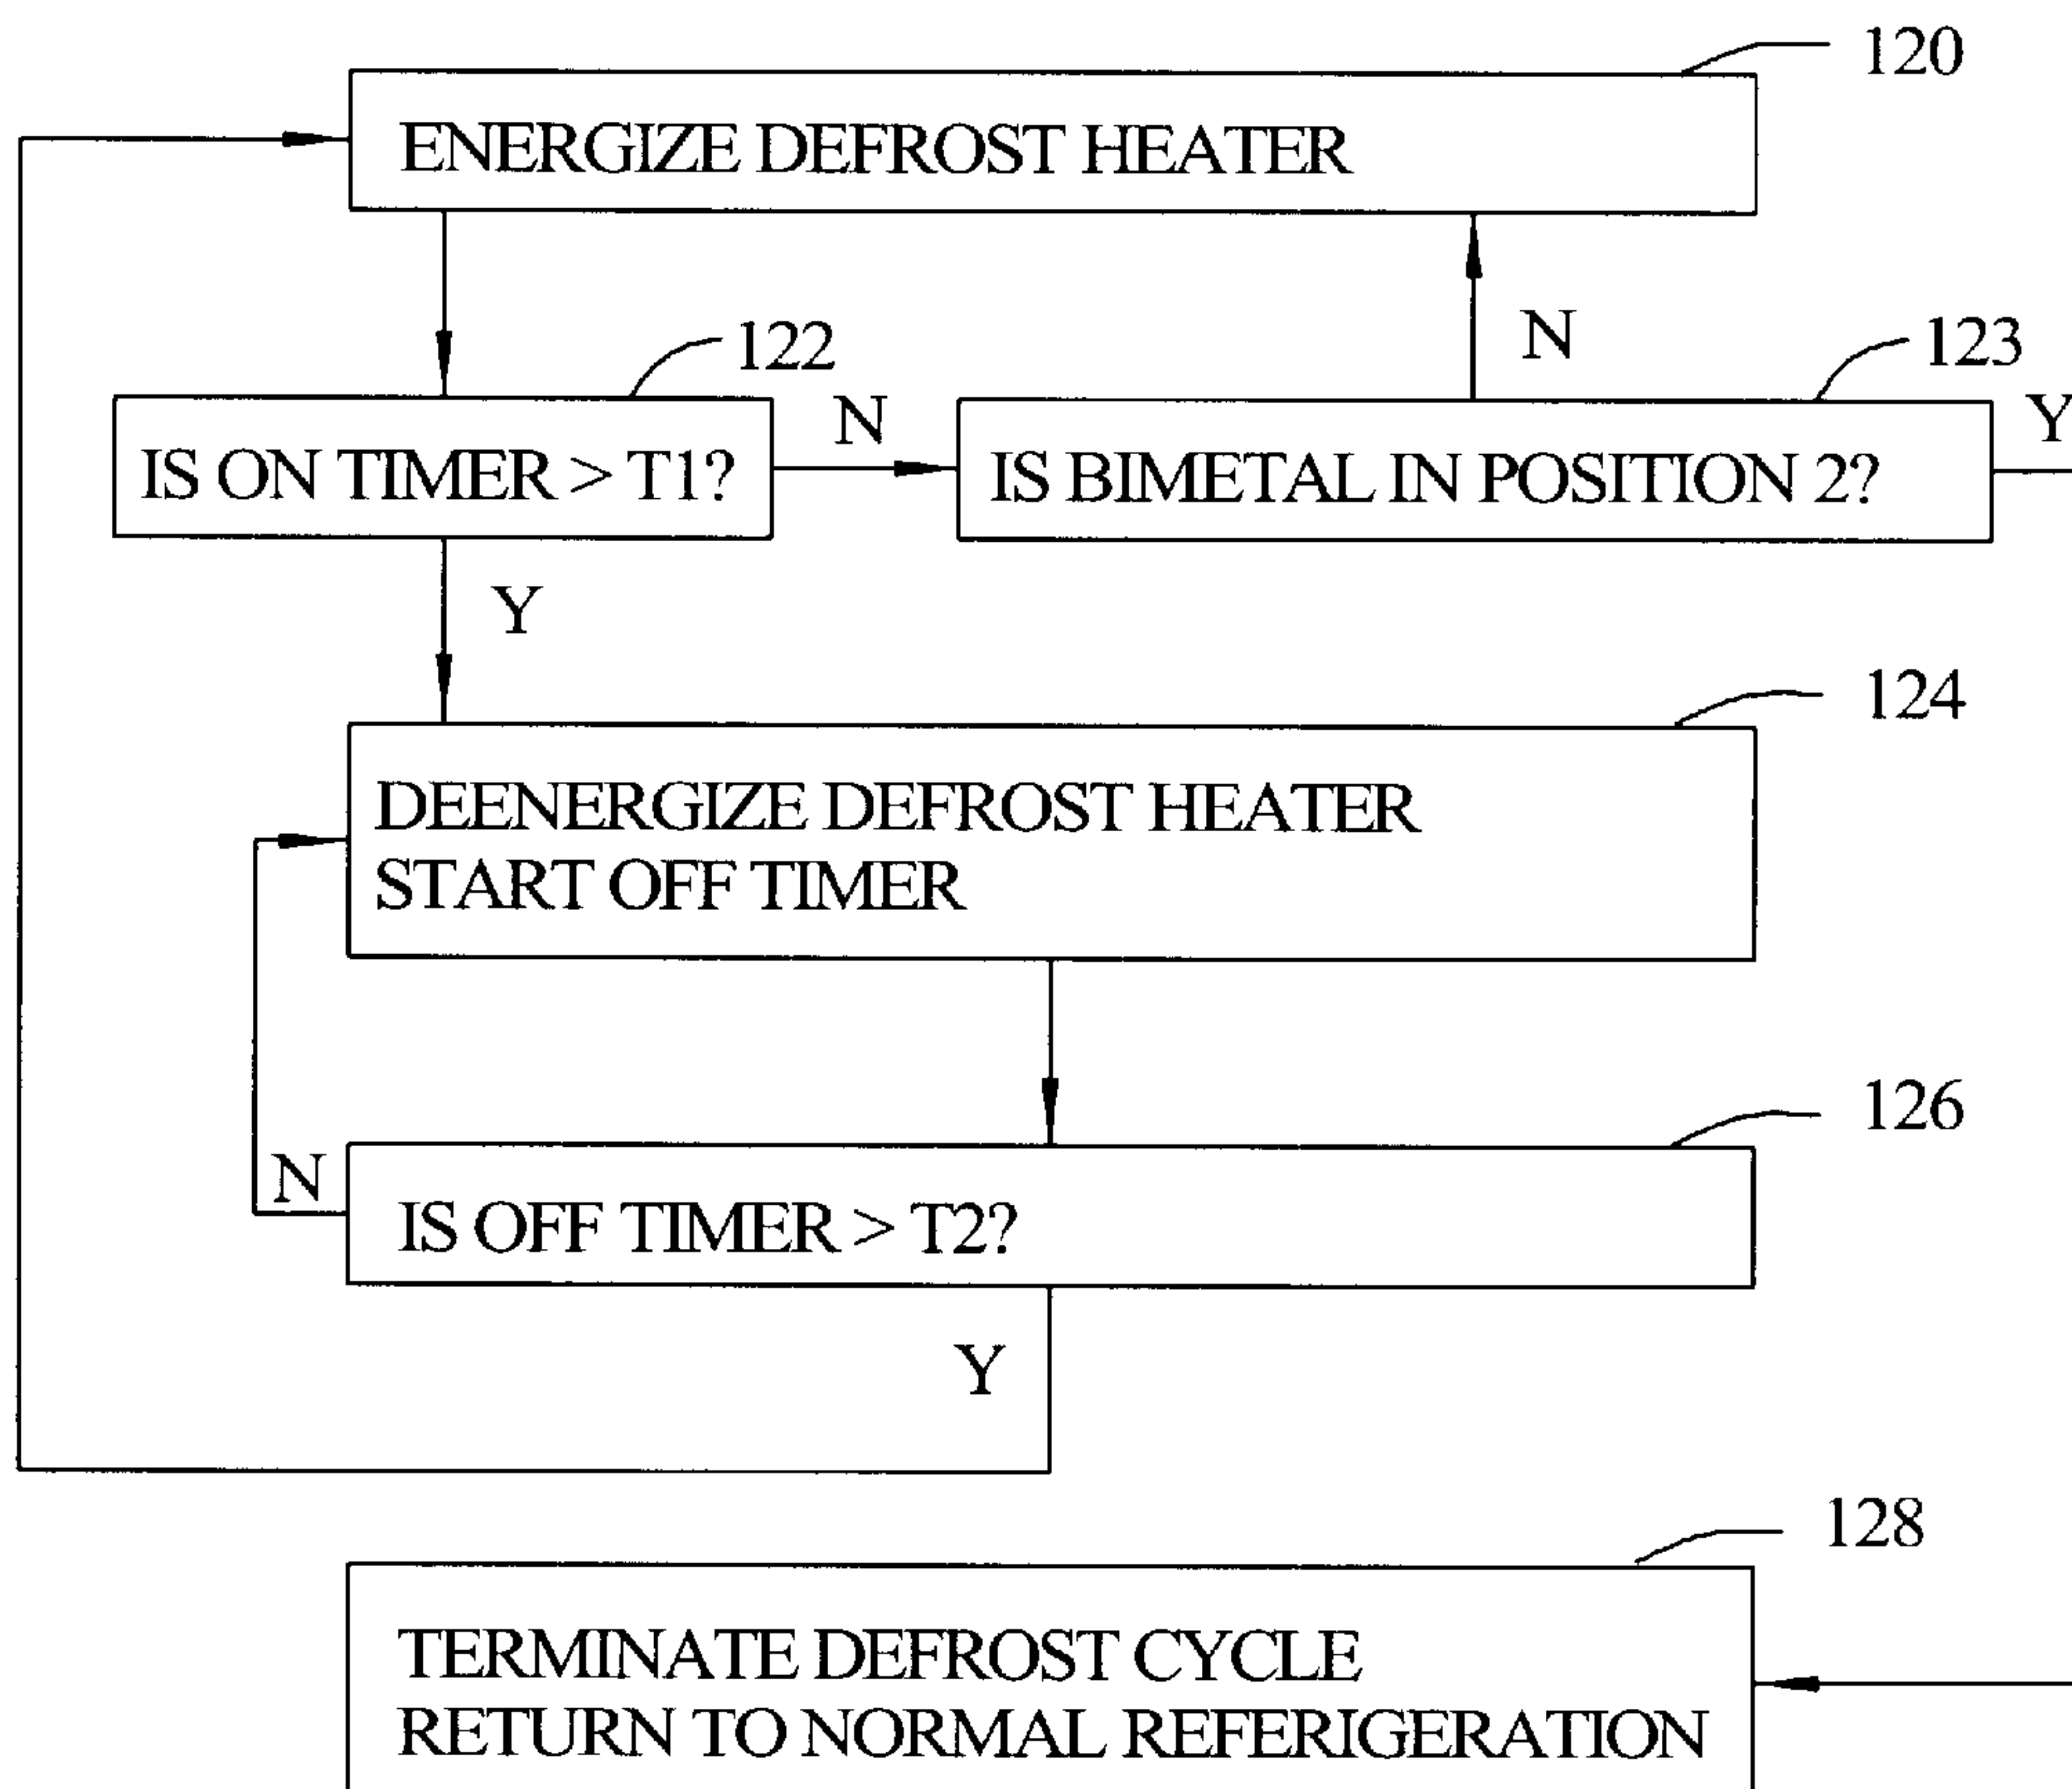 120
ENERGIZE DEFROST HEATER
122
N
123
N
Y
IS ON TIMER > T1?
IS BIMETAL IN POSITION 2?
Y
124
DEENERGIZE DEFROST HEATER
START OFF TIMER
126
N
IS OFF TIMER > T2?
Y
128
TERMINATE DEFROST CYCLE
RETURN TO NORMAL REFERIGERATION